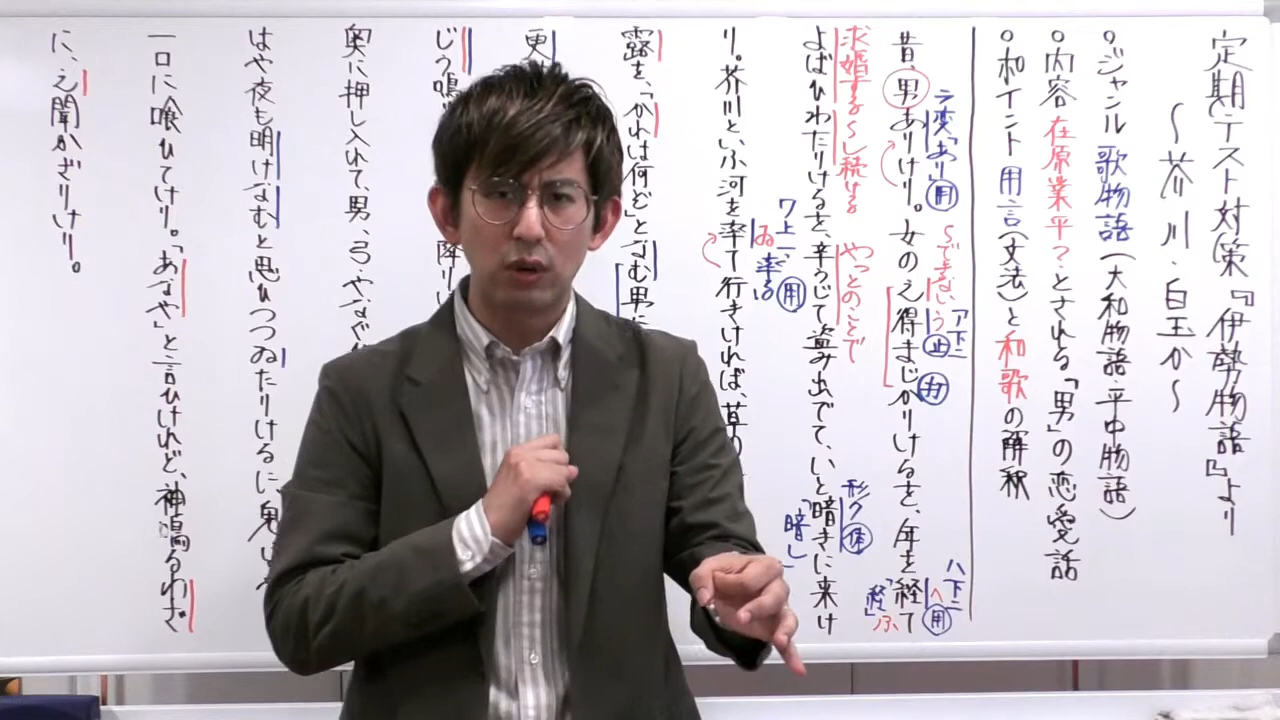 定期テスト対策『伊勢物語』より
〜芥川・白玉か〜
○ジャンル 歌物語(大和物語・平中物語)
○内容 在原業平?とされる「男」の恋愛話
○ポイント 用言(文法)と和歌の解釈
ラ変「あり」用
〜できない
う
ア下二
止
打
ハ下二
へ
用
昔、男ありけり。女のえ得まじかりけるを、年を経て
求婚する〜し続ける
やっとのことで
形ク
体
「経」ふ
よばひわたりけるを、辛うじて盗み出でて、いと暗きに来け
ワ上一
ゐ
率る
用
「暗し」
り。芥川といふ河を率て行きければ、草の
露を、「かれは何ぞ」となむ男に
更
じう鳴
降り
奥に押し入れて、男、弓・やなぐ
はや夜も明けなむと思ひつつゐたりけるに、鬼
一口に喰ひてけり。「あなや」と言ひけれど、神鳴るわざ
に、え聞かざりけり。